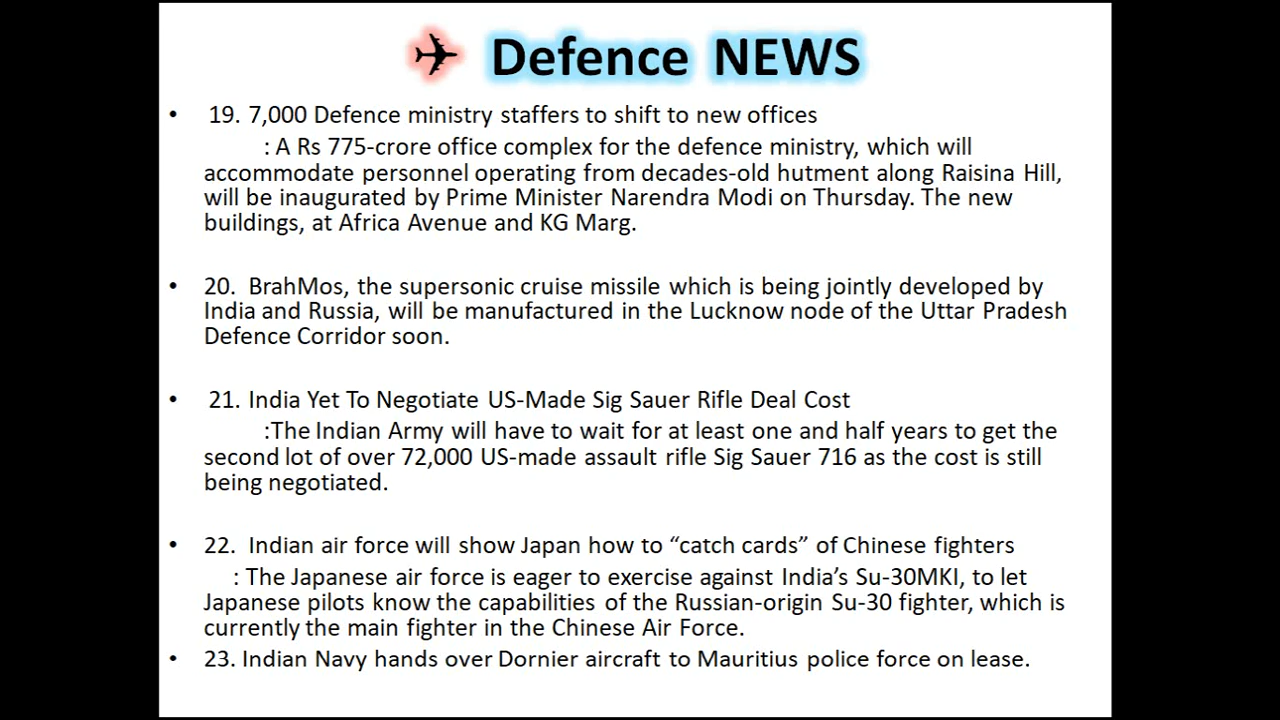 Defence NEWS
• 19. 7,000 Defence ministry staffers to shift to new offices
: A Rs 775-crore office complex for the defence ministry, which will
accommodate personnel operating from decades-old hutment along Raisina Hill,
will be inaugurated by Prime Minister Narendra Modi on Thursday. The new
buildings, at Africa Avenue and KG Marg.
• 20. BrahMos, the supersonic cruise missile which is being jointly developed by
India and Russia, will be manufactured in the Lucknow node of the Uttar Pradesh
Defence Corridor soon.
• 21. India Yet To Negotiate US-Made Sig Sauer Rifle Deal Cost
:The Indian Army will have to wait for at least one and half years to get the
second lot of over 72,000 US-made assault rifle Sig Sauer 716 as the cost is still
being negotiated.
• 22. Indian air force will show Japan how to “catch cards” of Chinese fighters
: The Japanese air force is eager to exercise against India’s Su-30MKI, to let
Japanese pilots know the capabilities of the Russian-origin Su-30 fighter, which is
currently the main fighter in the Chinese Air Force.
• 23. Indian Navy hands over Dornier aircraft to Mauritius police force on lease.